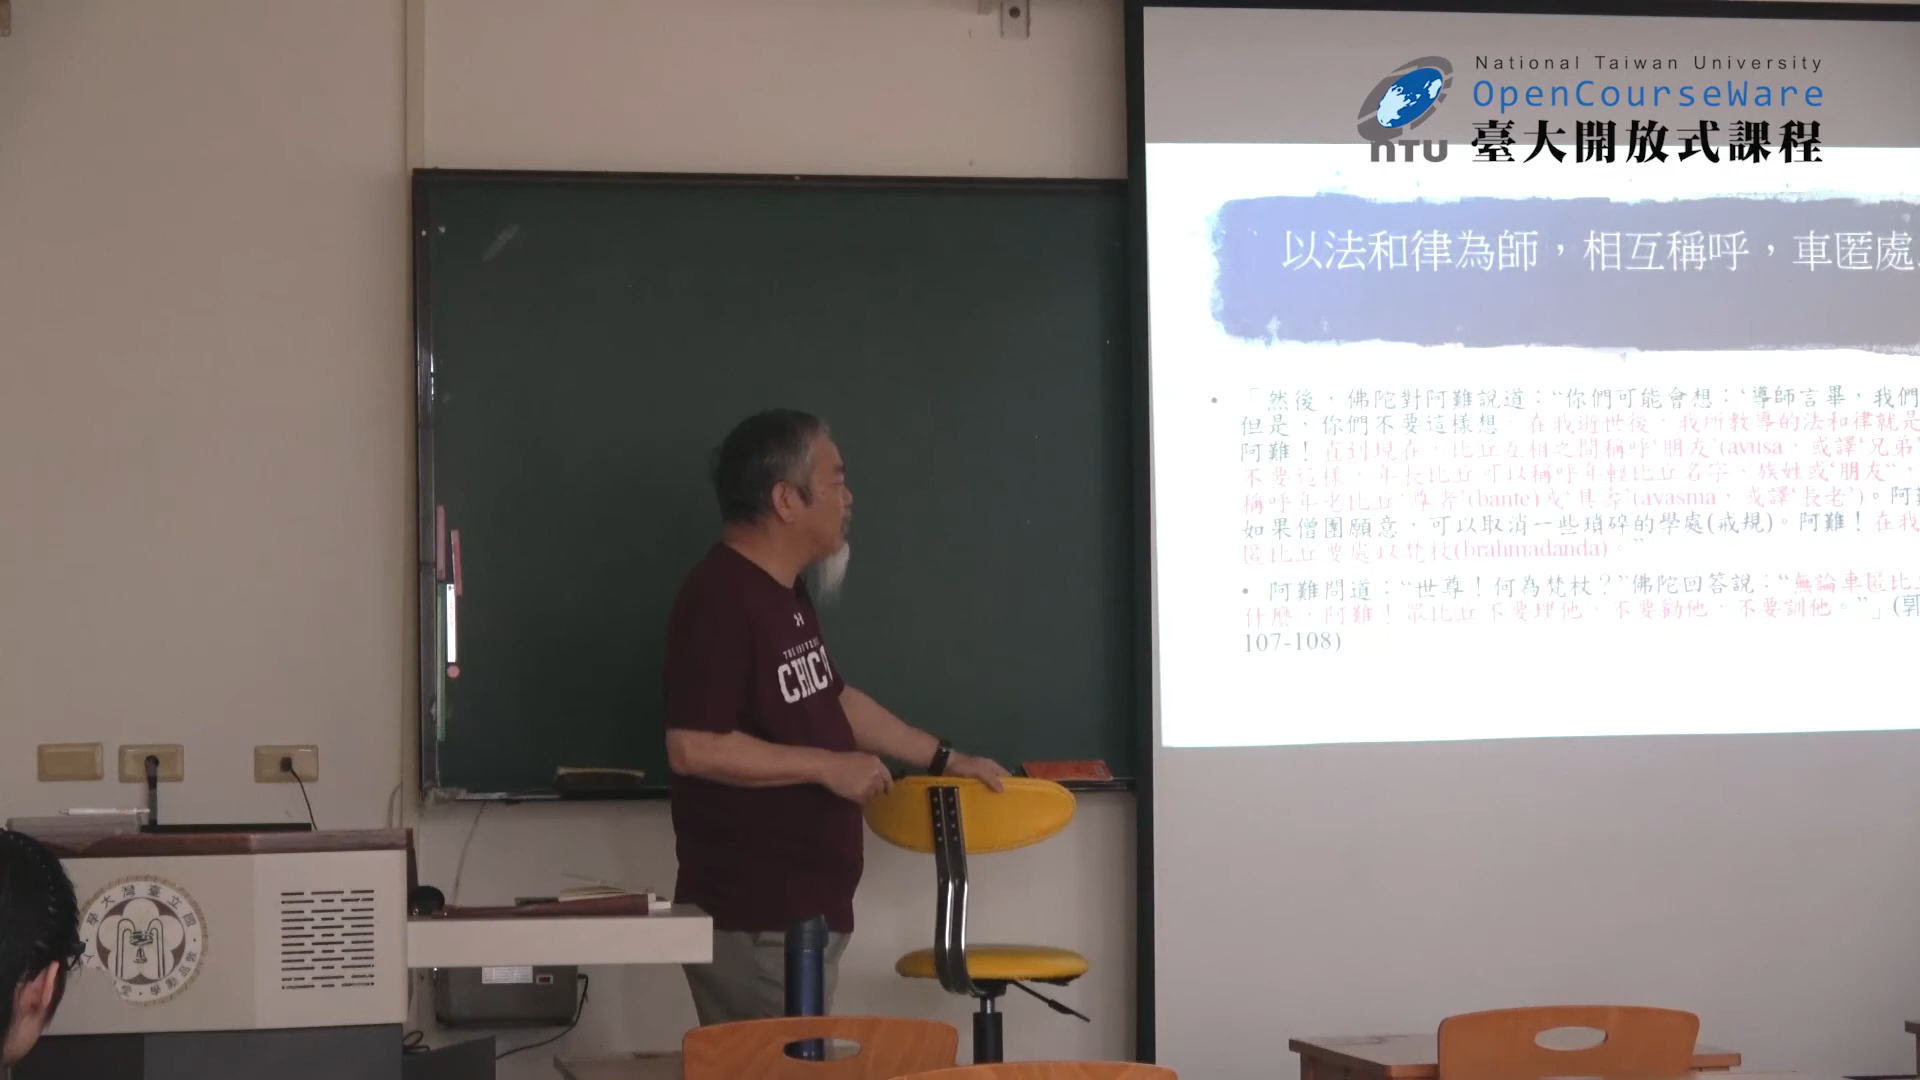 National Taiwan University
OpenCourseWare
NTU 臺大開放式課程
以法和律為師，相互稱呼，車匿處
•「然後，佛陀對阿難說道：“你們可能會想：‘導師言畢，我們
但是，你們不要這樣想。在我逝世後，我所教導的法和律就是
阿難！直到現在，比丘互相之間稱呼‘朋友’(avusa，或譯‘兄弟’
不要這樣，年長比丘可以稱呼年輕比丘名字、族姓或‘朋友’，
稱呼年老比丘‘尊者’(bante)或‘具壽’(ayasma，或譯‘長老’)。阿
如果僧團願意，可以取消一些瑣碎的學處(戒規)。阿難！在我
匿比丘要處以梵杖(brahmadanda)。”
• 阿難問道：“世尊！何為梵杖？”佛陀回答說：“無論車匿比
什麼，阿難！眾比丘不要理他，不要勸他，不要訓他。”」(郭
107-108)
THE UNIVE
CHICA
國立臺灣大學